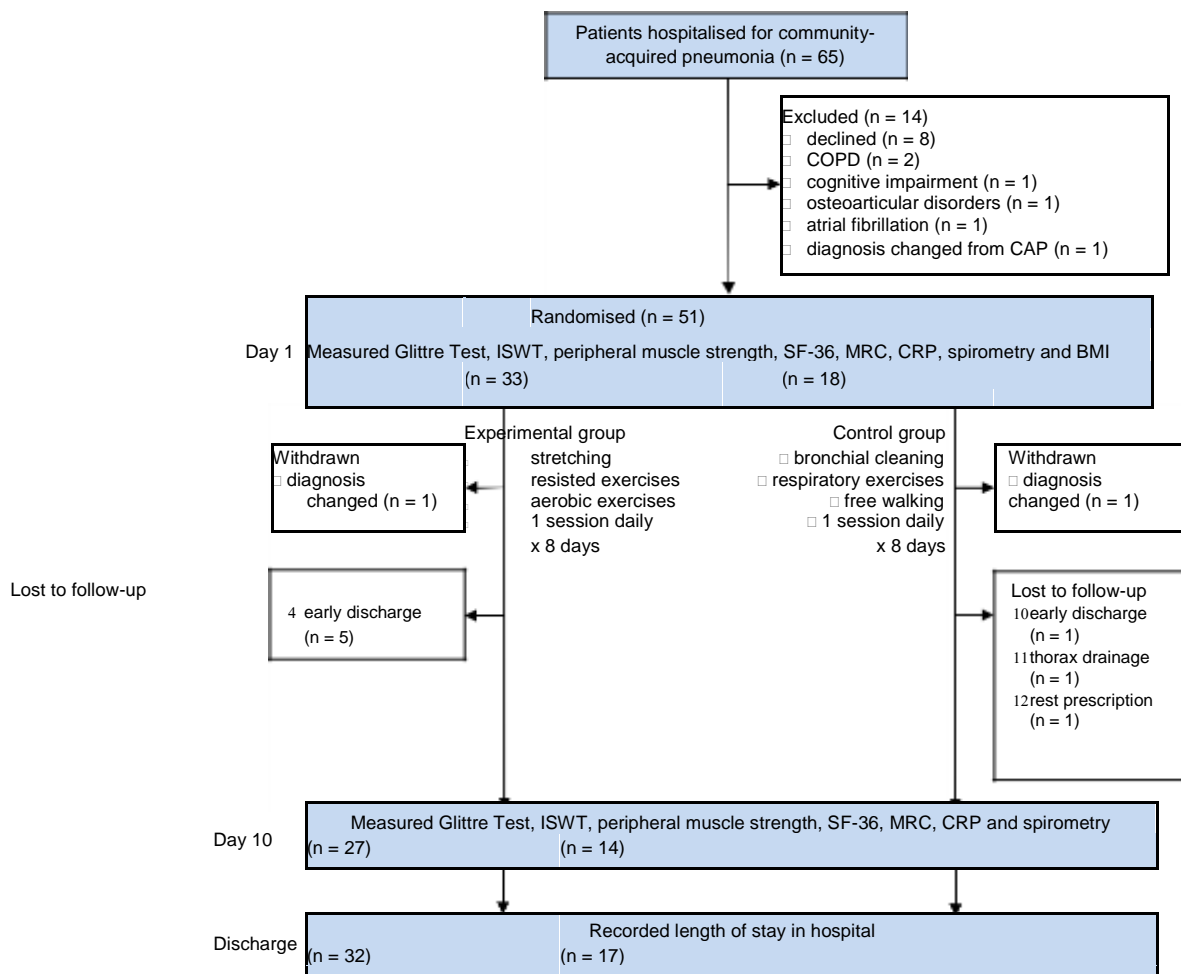 Patients hospitalised for community-
acquired pneumonia (n = 65)
Excluded (n = 14)
□ declined (n = 8)
□ COPD (n = 2)
□ cognitive impairment (n = 1)
□ osteoarticular disorders (n = 1)
□ atrial fibrillation (n = 1)
□ diagnosis changed from CAP (n = 1)
Randomised (n = 51)
Day 1
Measured Glittre Test, ISWT, peripheral muscle strength, SF-36, MRC, CRP, spirometry and BMI
(n = 33) (n = 18)
Withdrawn
□ diagnosis
changed (n = 1)
Experimental group
stretching
resisted exercises
aerobic exercises
1 session daily
x 8 days
Control group
□ bronchial cleaning
□ respiratory exercises
□ free walking
□ 1 session daily
x 8 days
Withdrawn
□ diagnosis
changed (n = 1)
Lost to follow-up
4 early discharge
(n = 5)
Lost to follow-up
10 early discharge
(n = 1)
11 thorax drainage
(n = 1)
12 rest prescription
(n = 1)
Day 10
Measured Glittre Test, ISWT, peripheral muscle strength, SF-36, MRC, CRP and spirometry
(n = 27) (n = 14)
Discharge
Recorded length of stay in hospital
(n = 32) (n = 17)